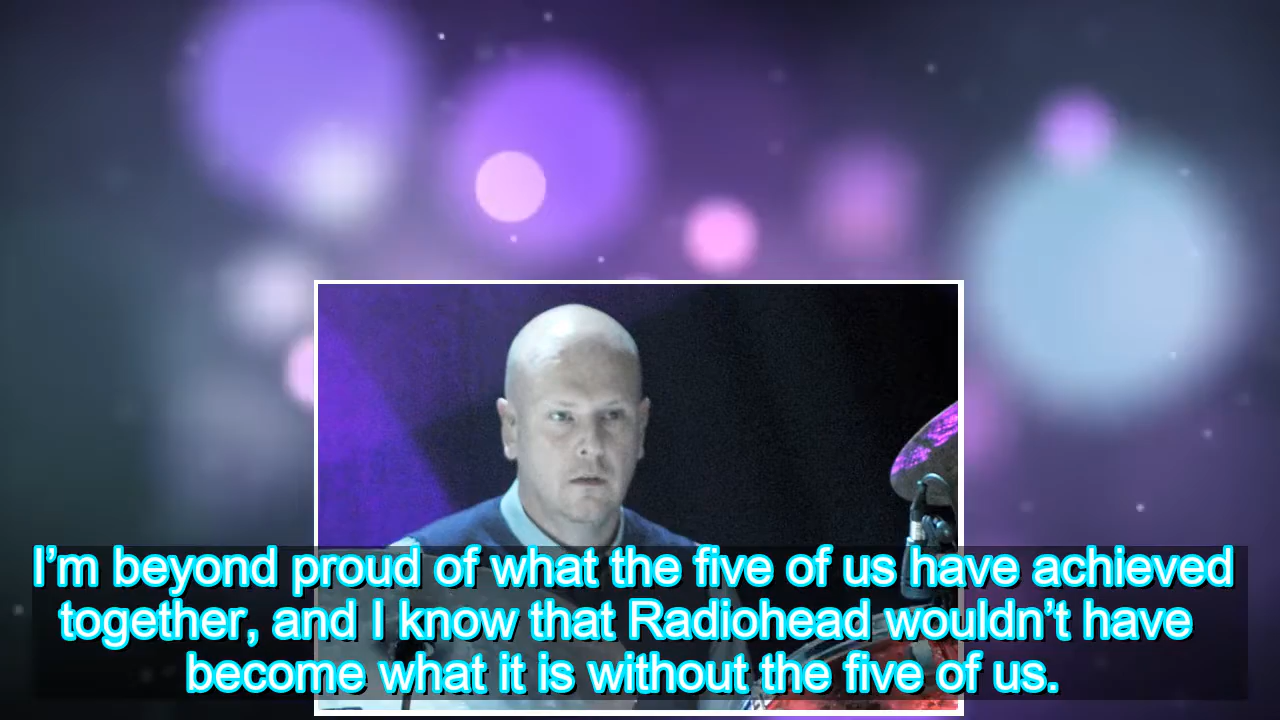 I’m beyond proud of what the five of us have achieved
together, and I know that Radiohead wouldn’t have
become what it is without the five of us.